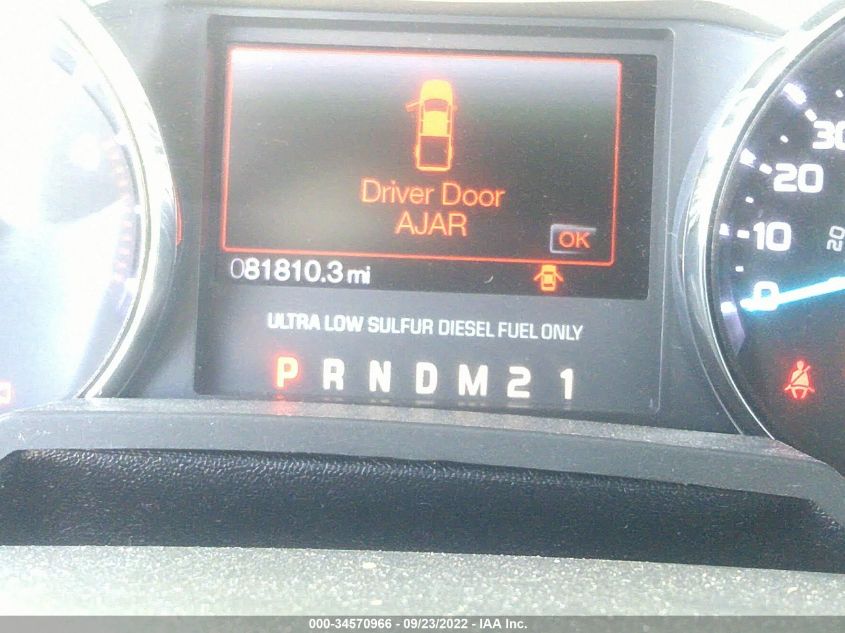 Driver Door
AJAR
OK
081810.3 mi
ULTRA LOW SULFUR DIESEL FUEL ONLY
P R N D M 2 1
30
20
10
0
20
000-34570966 - 09/23/2022 - IAA Inc.